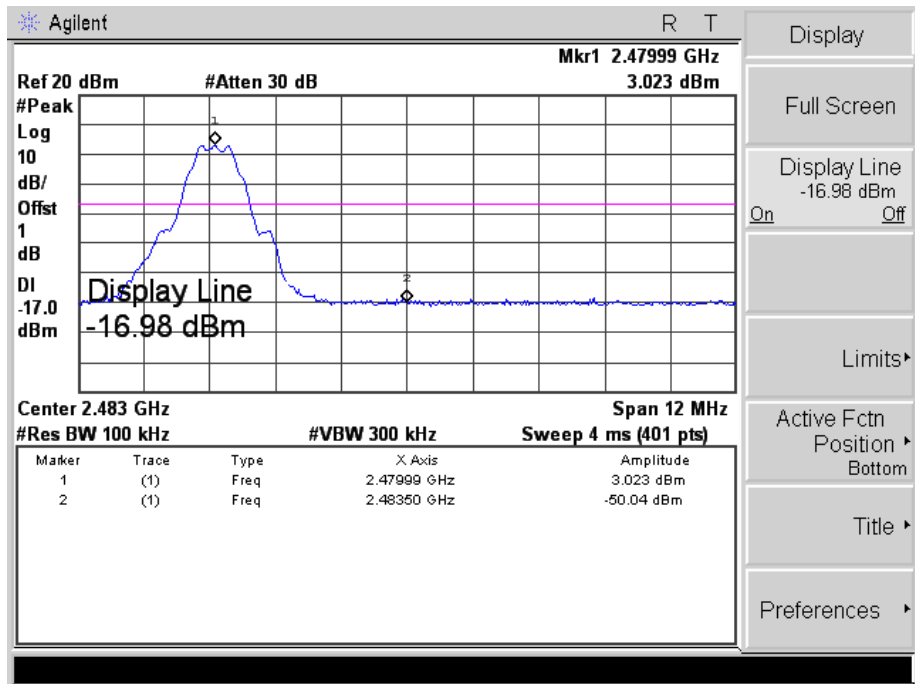 Agilent R T
Mkr1 2.47999 GHz
Ref 20 dBm #Atten 30 dB 3.023 dBm
#Peak
Log
10
dB/
Offst
1
dB
DI
-17.0
dBm
1
2
Display Line
-16.98 dBm
Center 2.483 GHz Span 12 MHz
#Res BW 100 kHz #VBW 300 kHz Sweep 4 ms (401 pts)
Marker Trace Type X Axis Amplitude
1 (1) Freq 2.47999 GHz 3.023 dBm
2 (1) Freq 2.48350 GHz -50.04 dBm
Display
Full Screen
Display Line
-16.98 dBm
On Off
Limits
Active Fctn
Position
Bottom
Title
Preferences